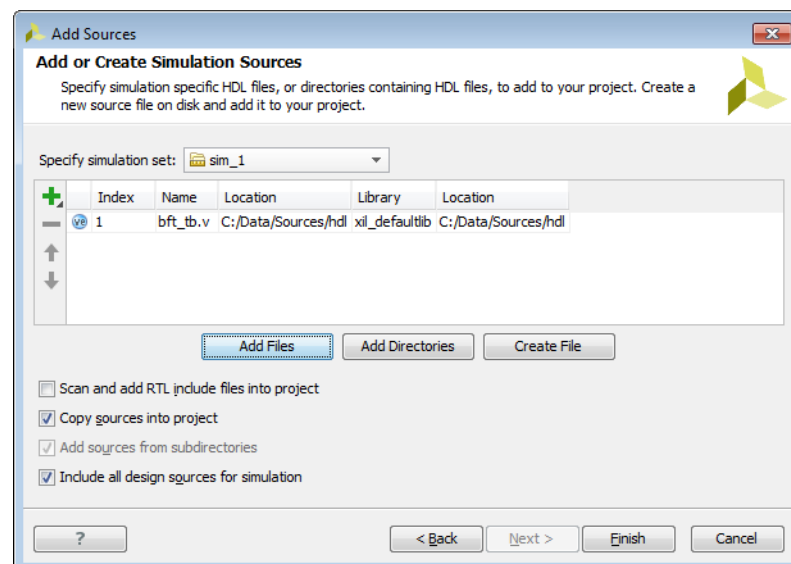 Add Sources
Add or Create Simulation Sources
Specify simulation specific HDL files, or directories containing HDL files, to add to your project. Create a
new source file on disk and add it to your project.
Specify simulation set: sim_1
Index Name Location Library Location
ve 1 bft_tb.v C:/Data/Sources/hdl xil_defaultlib C:/Data/Sources/hdl
Add Files Add Directories Create File
Scan and add RTL include files into project
Copy sources into project
Add sources from subdirectories
Include all design sources for simulation
? < Back Next > Finish Cancel